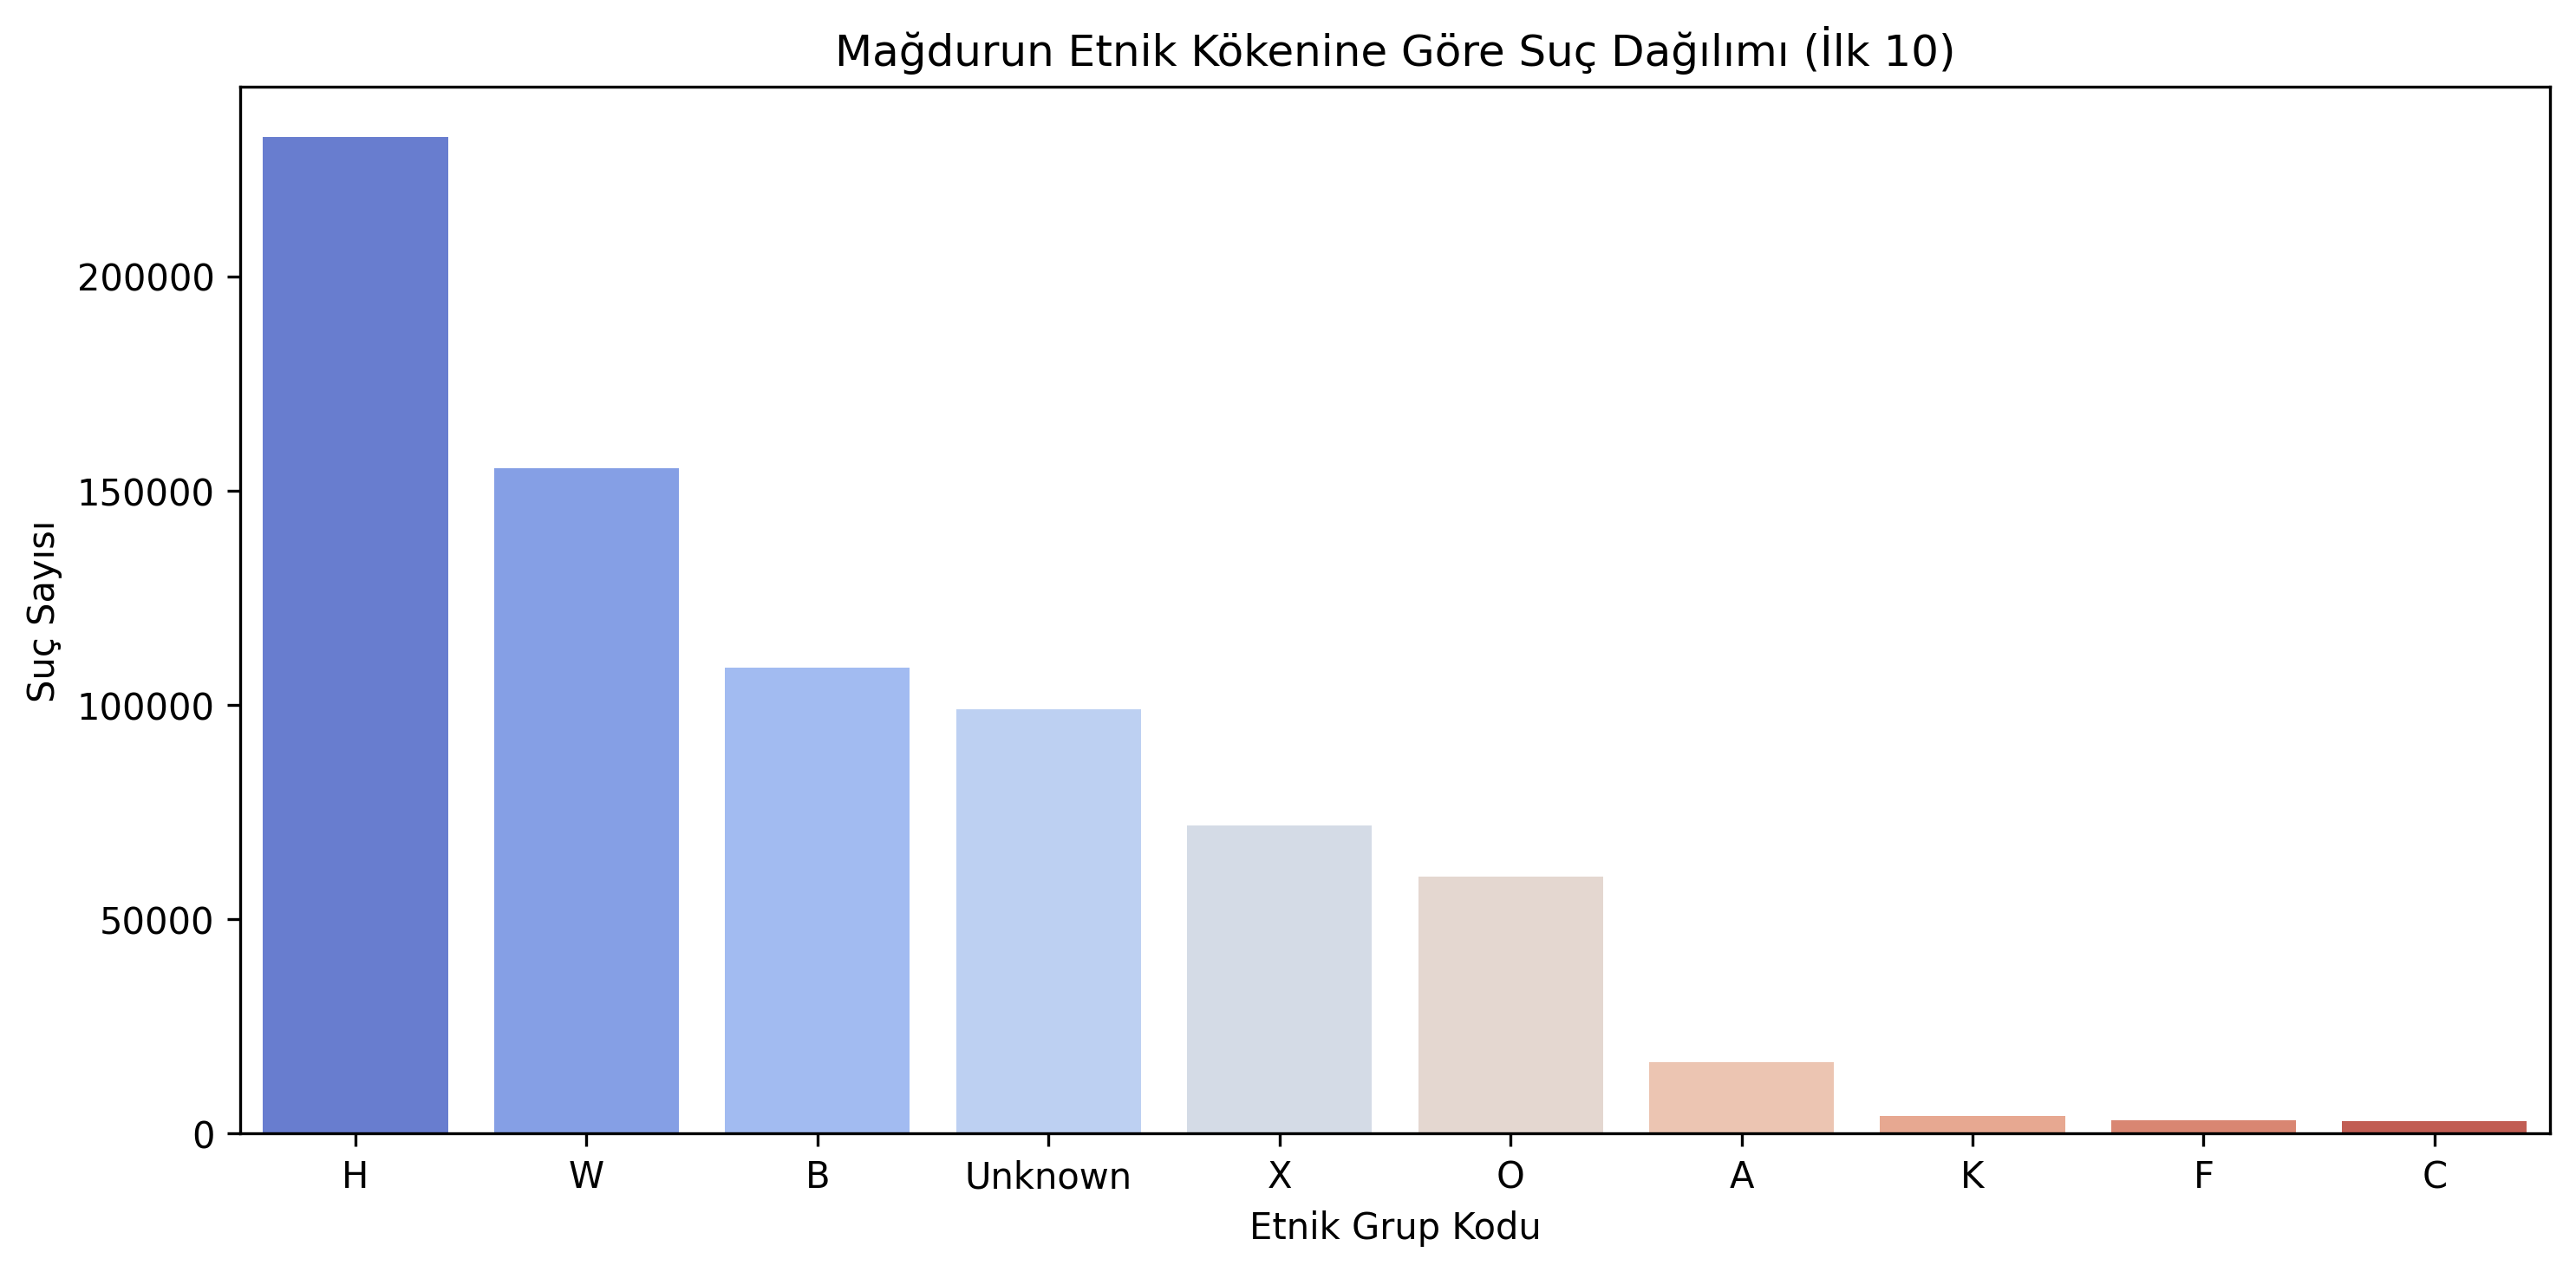 Mağdurun Etnik Kökenine Göre Suç Dağılımı (İlk 10)
Suç Sayısı
200000
150000
100000
50000
0
H W B Unknown X O A K F C
Etnik Grup Kodu